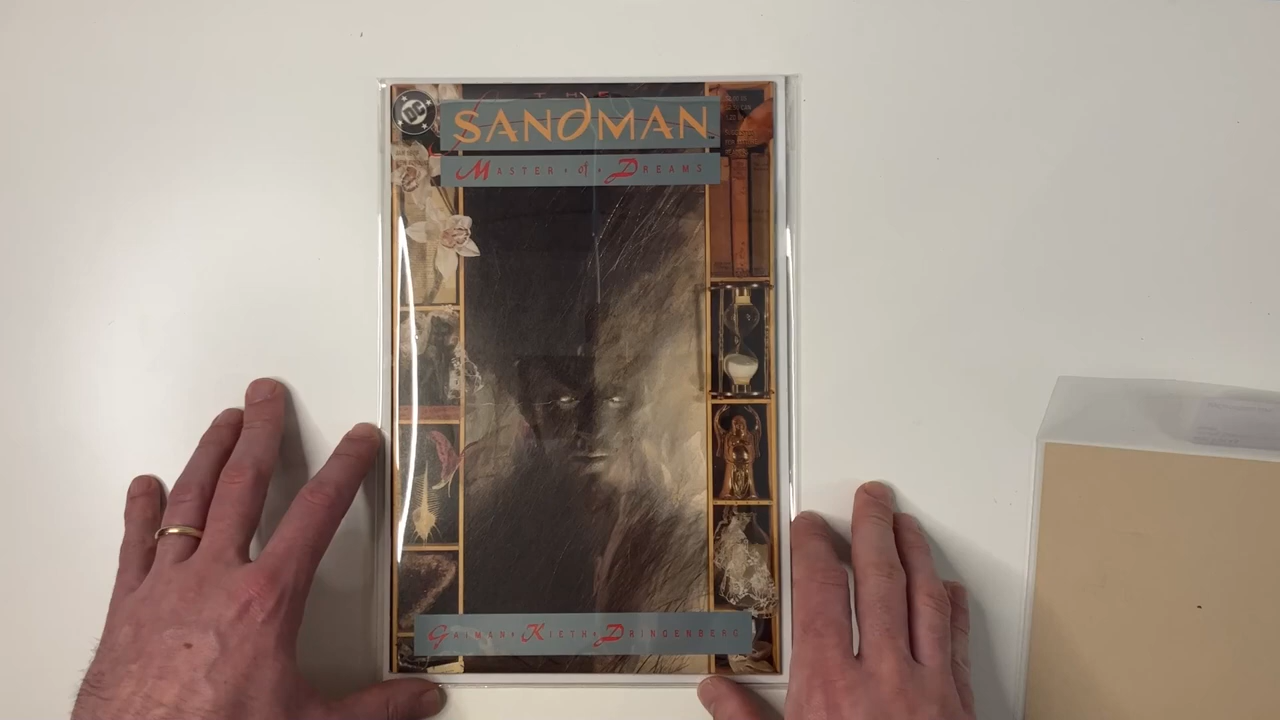 DC
THE
SANDMAN
MASTER of DREAMS
GAIMAN KIETH DRINGENBERG